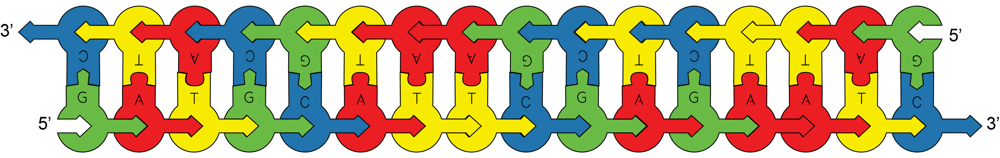 3’ C T A C G T A A G C T C T T A G 5’
5’ G A T G C A T T C G A G A A T C 3’